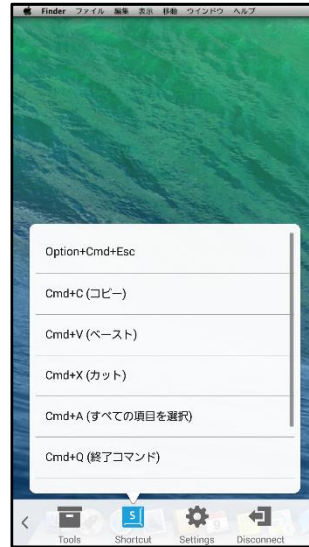 Finder ファイル 編集 表示 移動 ウインドウ ヘルプ
Option+Cmd+Esc
Cmd+C (コピー)
Cmd+V (ペースト)
Cmd+X (カット)
Cmd+A (すべての項目を選択)
Cmd+Q (終了コマンド)
S
Tools Shortcut Settings Disconnect